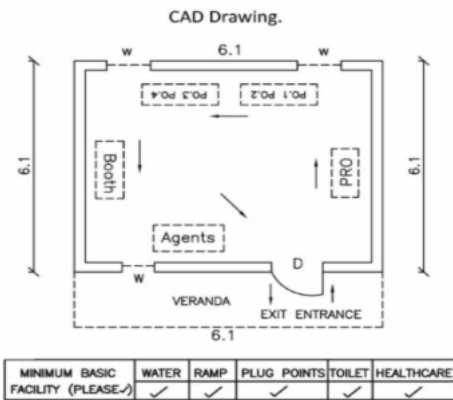 CAD Drawing.
W 6.1 W
PO.4 PO.3 PO.2 PO.1
6.1
6.1
Booth
PRO
Agents
D
W
VERANDA EXIT ENTRANCE
6.1
MINIMUM BASIC FACILITY (PLEASE✓) WATER RAMP PLUG POINTS TOILET HEALTHCARE
✓ ✓ ✓ ✓ ✓